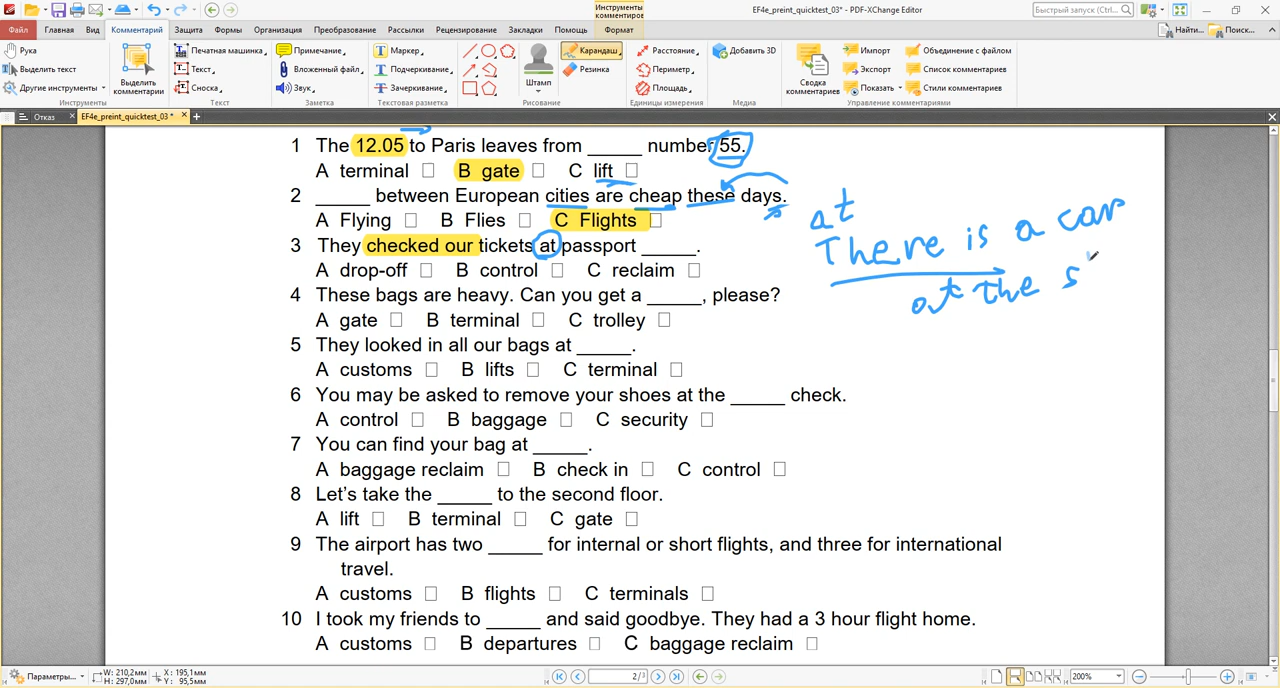 Инструменты комментиров
EF4e_preint_quicktest_03* - PDF-XChange Editor
Быстрый запуск (Ctrl...
Файл Главная Вид Комментарий Защита Формы Организация Преобразование Рассылки Рецензирование Закладки Помощь Формат
Найти... Поиск...
Рука
Выделить текст
Другие инструменты
Инструменты
Выделить комментарии
Печатная машинка
Текст
Сноска
Текст
Примечание
Вложенный файл
Звук
Заметка
Маркер
Подчеркивание
Зачеркивание
Текстовая разметка
Штамп
Карандаш
Резинка
Рисование
Расстояние
Периметр
Площадь
Единицы измерения
Добавить 3D
Медиа
Сводка комментариев
Импорт
Экспорт
Показать
Объединение с файлом
Список комментариев
Стили комментариев
Управление комментариями
Отказ
EF4e_preint_quicktest_03 *
1 The 12.05 to Paris leaves from _____ number 55.
A terminal B gate C lift
2 _____ between European cities are cheap these days.
A Flying B Flies C Flights
3 They checked our tickets at passport _____.
A drop-off B control C reclaim
4 These bags are heavy. Can you get a _____, please?
A gate B terminal C trolley
5 They looked in all our bags at _____.
A customs B lifts C terminal
6 You may be asked to remove your shoes at the _____ check.
A control B baggage C security
7 You can find your bag at _____.
A baggage reclaim B check in C control
8 Let's take the _____ to the second floor.
A lift B terminal C gate
9 The airport has two _____ for internal or short flights, and three for international
travel.
A customs B flights C terminals
10 I took my friends to _____ and said goodbye. They had a 3 hour flight home.
A customs B departures C baggage reclaim
at
There is a car
at the s
Параметры...
W: 210,2мм
H: 297,0мм
X: 195,1мм
Y: 95,5мм
2/3
200%